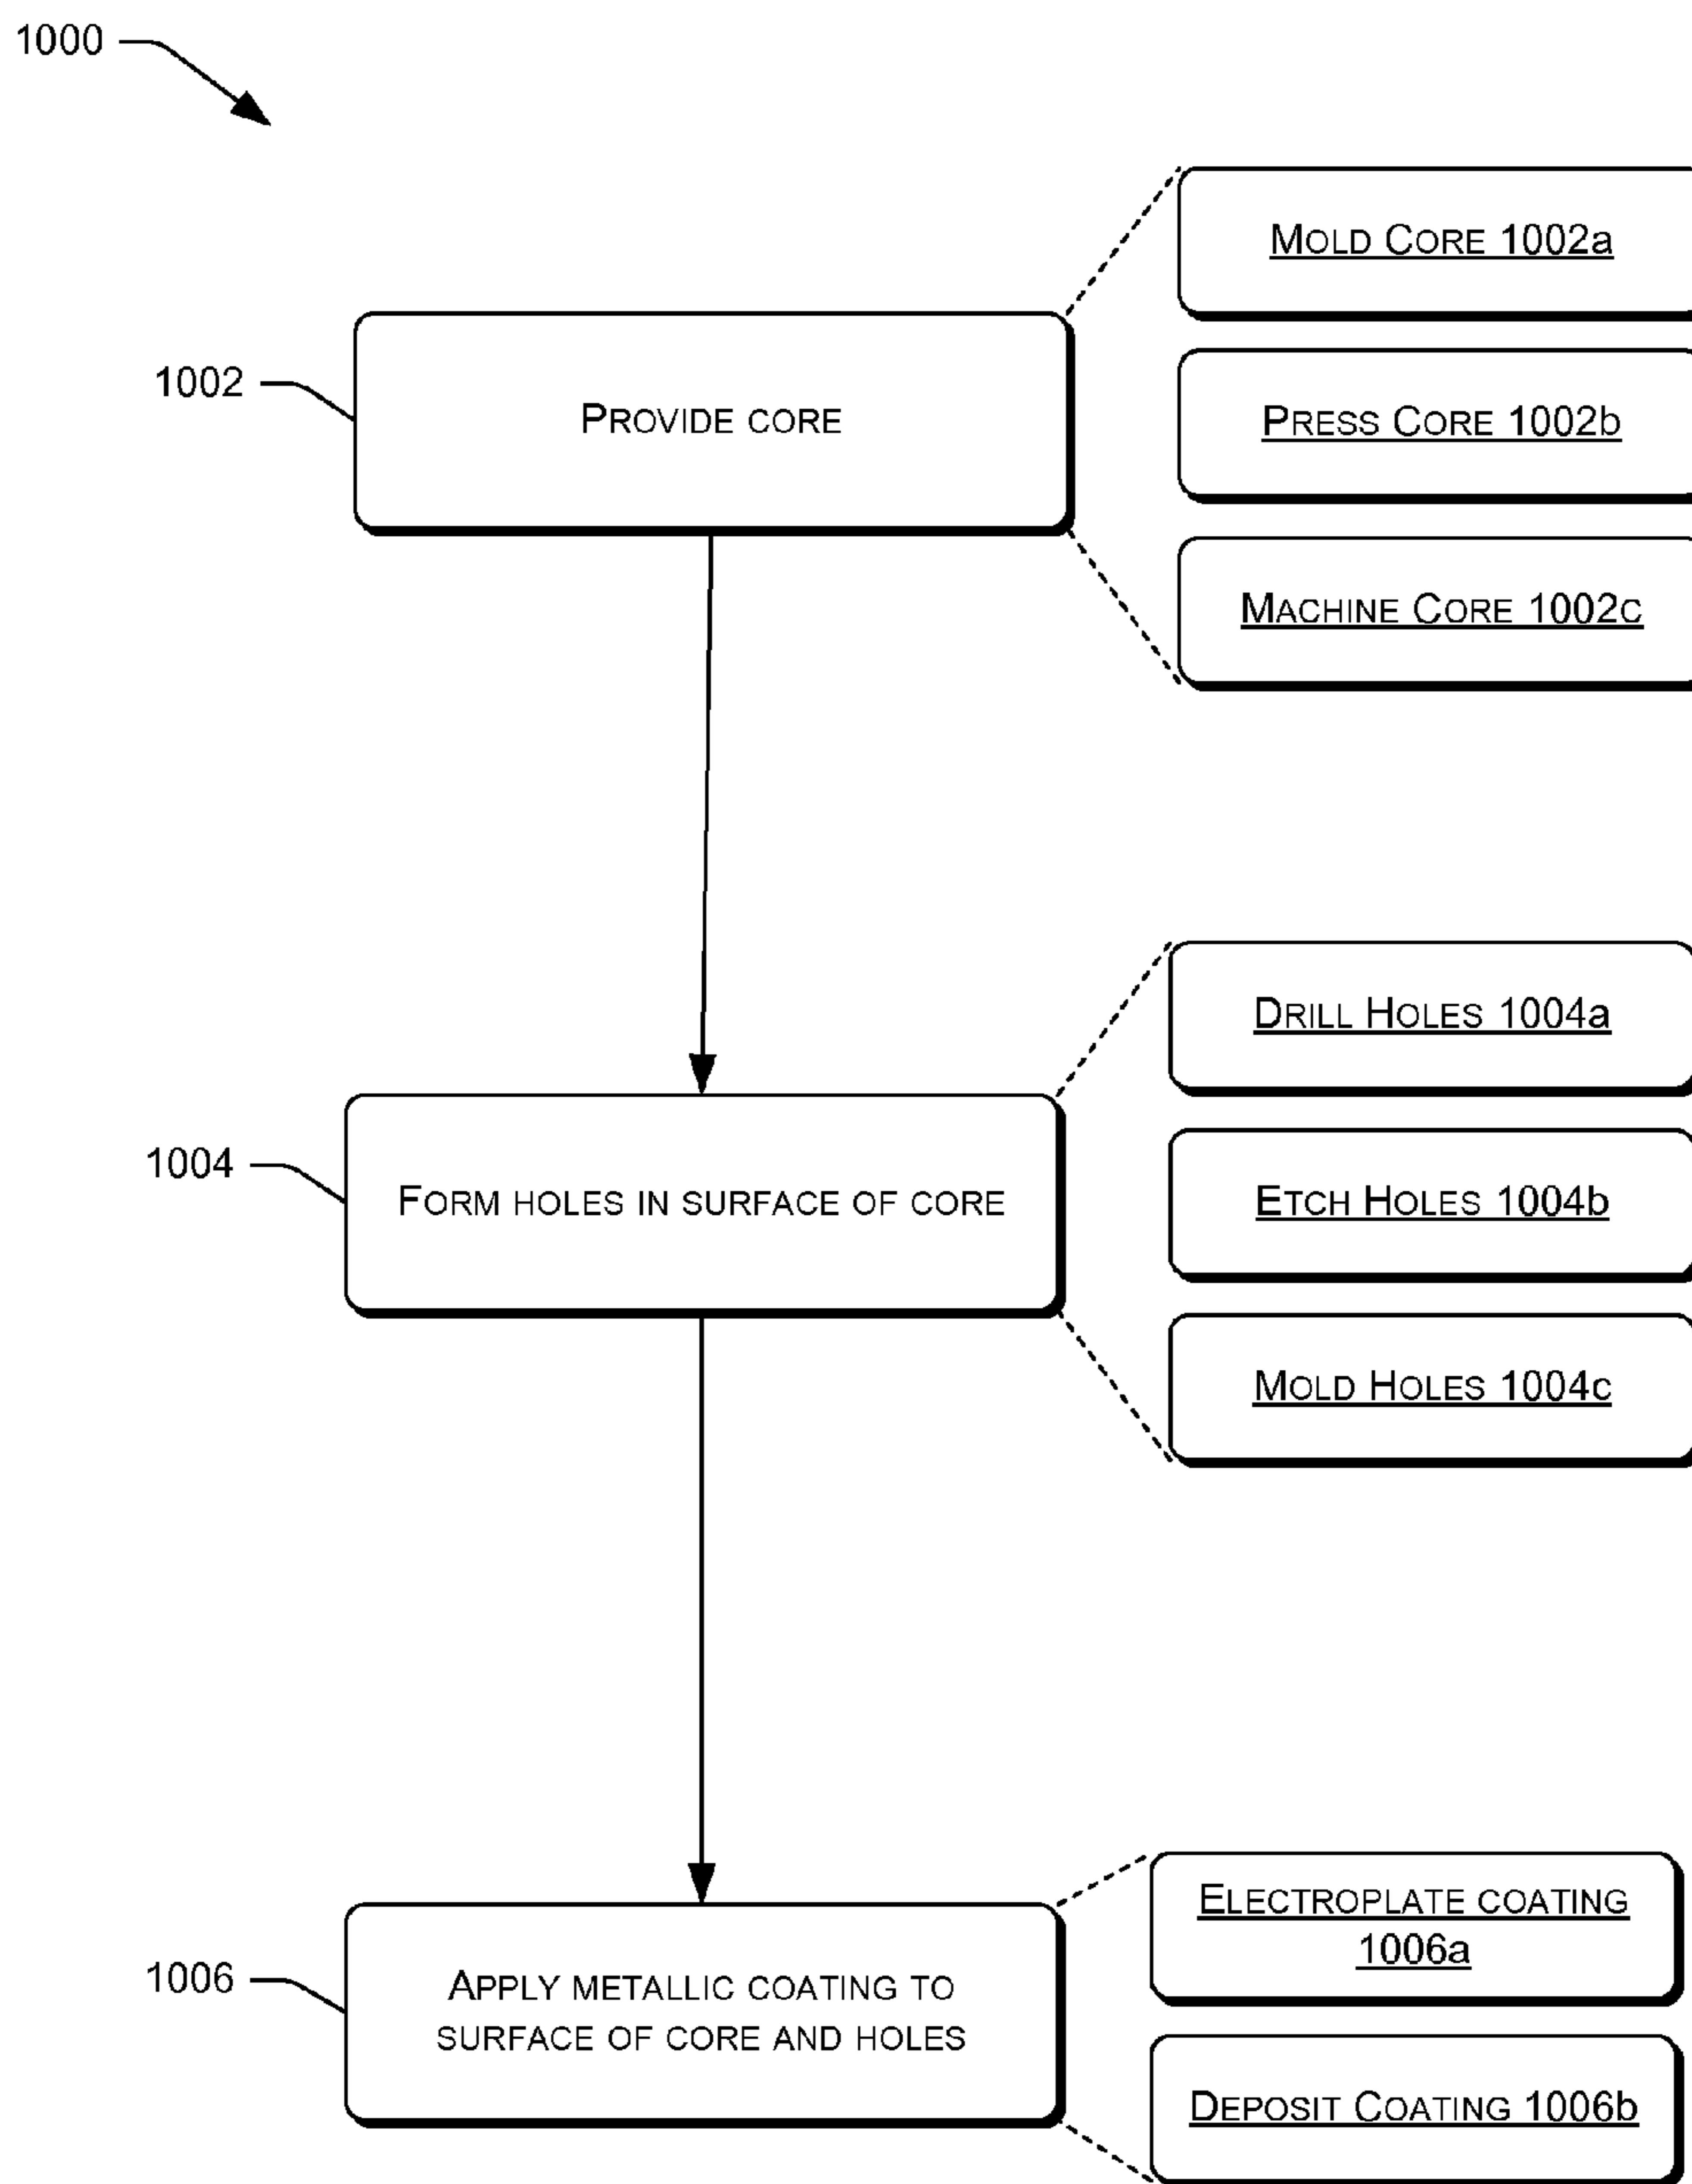 1000
MOLD CORE 1002a
1002
PROVIDE CORE
PRESS CORE 1002b
MACHINE CORE 1002c
DRILL HOLES 1004a
1004
FORM HOLES IN SURFACE OF CORE
ETCH HOLES 1004b
MOLD HOLES 1004c
ELECTROPLATE COATING
1006a
1006
APPLY METALLIC COATING TO
SURFACE OF CORE AND HOLES
DEPOSIT COATING 1006b